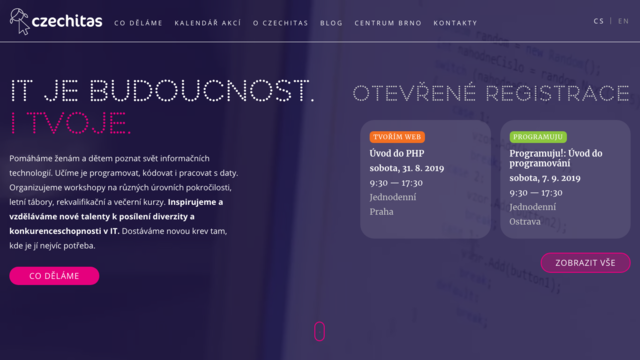 czechitas
CO DĚLÁME
KALENDÁŘ AKCÍ
O CZECHITAS
BLOG
CENTRUM BRNO
KONTAKTY
CS | EN
IT JE BUDOUCNOST.
I TVOJE.
Pomáháme ženám a dětem poznat svět informačních
technologií. Učíme je programovat, kódovat i pracovat s daty.
Organizujeme workshopy na různých úrovních pokročilosti,
letní tábory, rekvalifikační a večerní kurzy. Inspirujeme a
vzděláváme nové talenty k posílení diverzity a
konkurenceschopnosti v IT. Dostáváme novou krev tam,
kde je jí nejvíc potřeba.
CO DĚLÁME
OTEVŘENÉ REGISTRACE
TVOŘÍM WEB
Úvod do PHP
sobota, 31. 8. 2019
9:30 — 17:30
Jednodenní
Praha
PROGRAMUJU
Programuju!: Úvod do
programování
sobota, 7. 9. 2019
9:30 — 17:30
Jednodenní
Ostrava
ZOBRAZIT VŠE